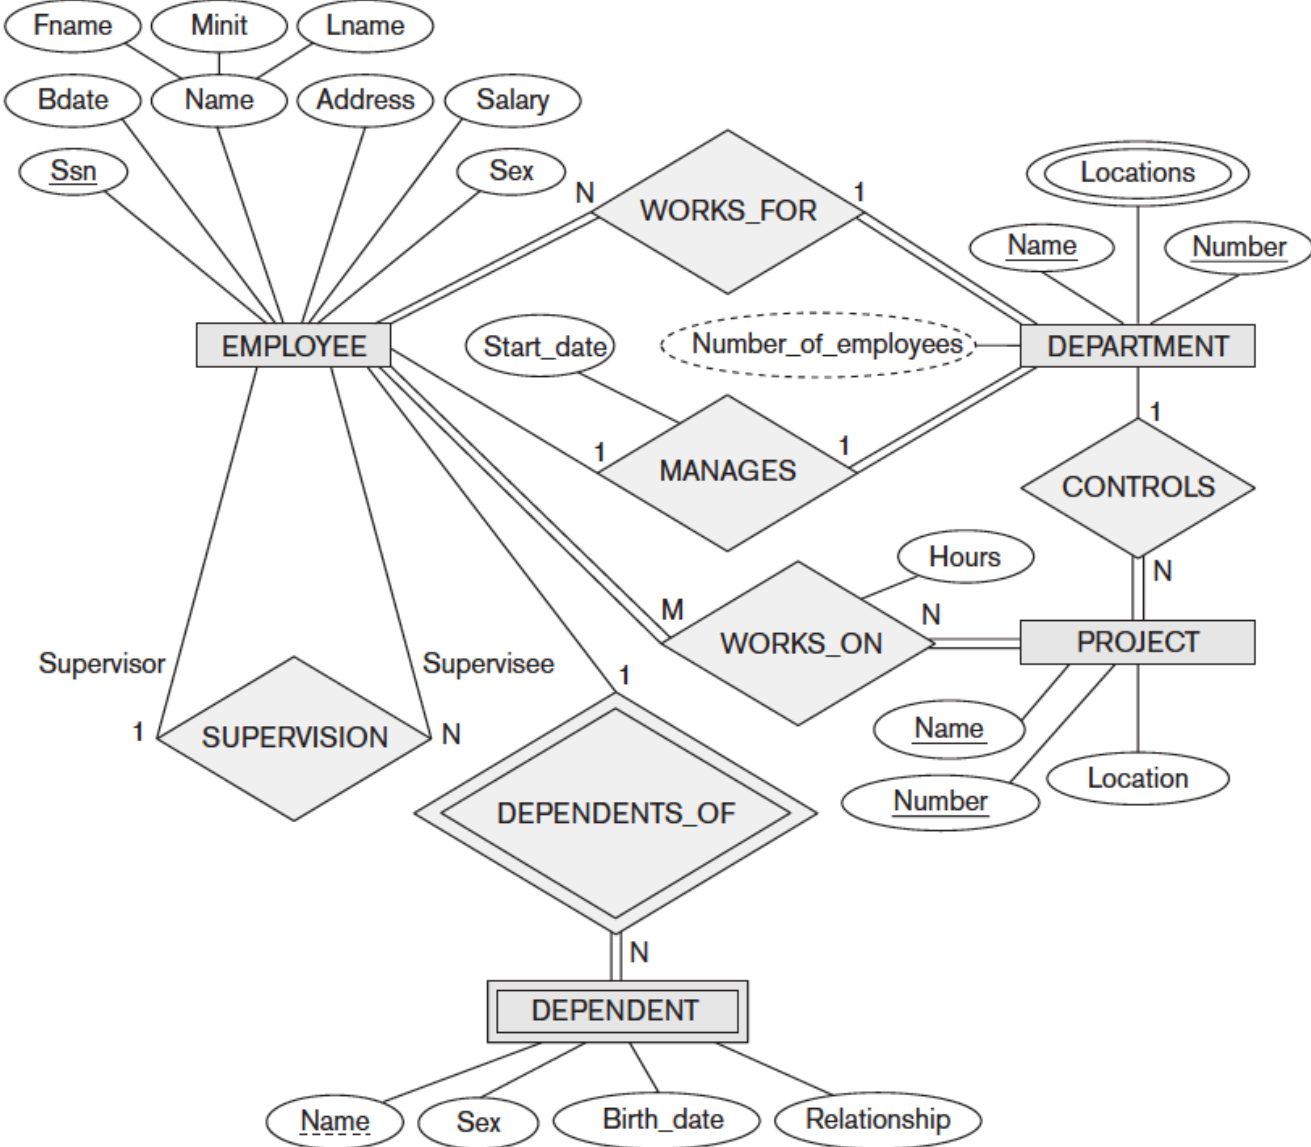 Fname
Minit
Lname
Bdate
Name
Address
Salary
Ssn
Sex
N
WORKS_FOR
1
Locations
Name
Number
EMPLOYEE
Start_date
Number_of_employees
DEPARTMENT
1
MANAGES
1
1
CONTROLS
N
Hours
M
WORKS_ON
N
PROJECT
Supervisor
Supervisee
1
SUPERVISION
N
1
Name
Number
Location
DEPENDENTS_OF
N
DEPENDENT
Name
Sex
Birth_date
Relationship